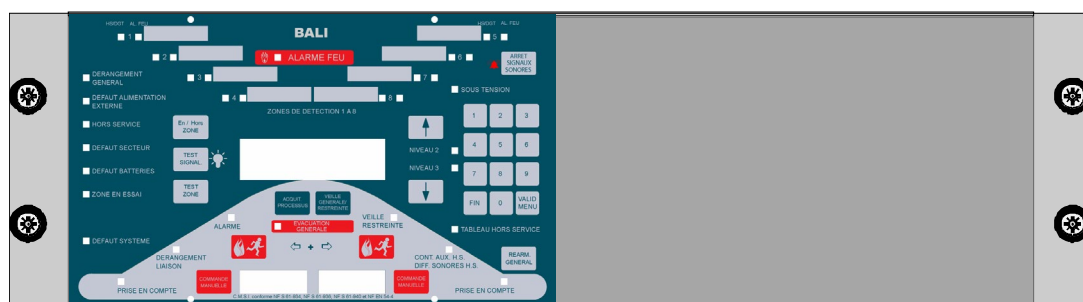 HS/DGT AL FEU
1
BALI
HS/DGT AL FEU
5
2
ALARME FEU
6
ARRET
SIGNAUX
SONORES
3
7
DERANGEMENT
GENERAL
SOUS TENSION
4
8
DEFAUT ALIMENTATION
EXTERNE
ZONES DE DETECTION 1 A 8
1 2 3
HORS SERVICE
En / Hors
ZONE
DEFAUT SECTEUR
TEST
SIGNAL.
NIVEAU 2
4 5 6
DEFAUT BATTERIES
NIVEAU 3
7 8 9
ZONE EN ESSAI
TEST
ZONE
ACQUIT
PROCESSUS
VEILLE
GENERALE/
RESTREINTE
FIN 0 VALID
MENU
ALARME
EVACUATION
GENERALE
VEILLE
RESTREINTE
TABLEAU HORS SERVICE
DEFAUT SYSTEME
+
DERANGEMENT
LIAISON
CONT. AUX. H.S.
DIFF. SONORES H.S.
REARM.
GENERAL
COMMANDE
MANUELLE
COMMANDE
MANUELLE
PRISE EN COMPTE
PRISE EN COMPTE